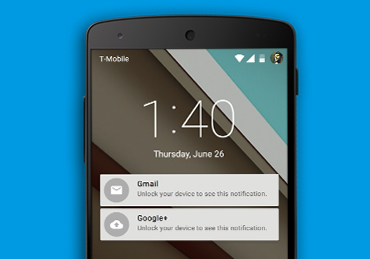 T-Mobile
1:40
Thursday, June 26
Gmail
Unlock your device to see this notification.
Google+
Unlock your device to see this notification.